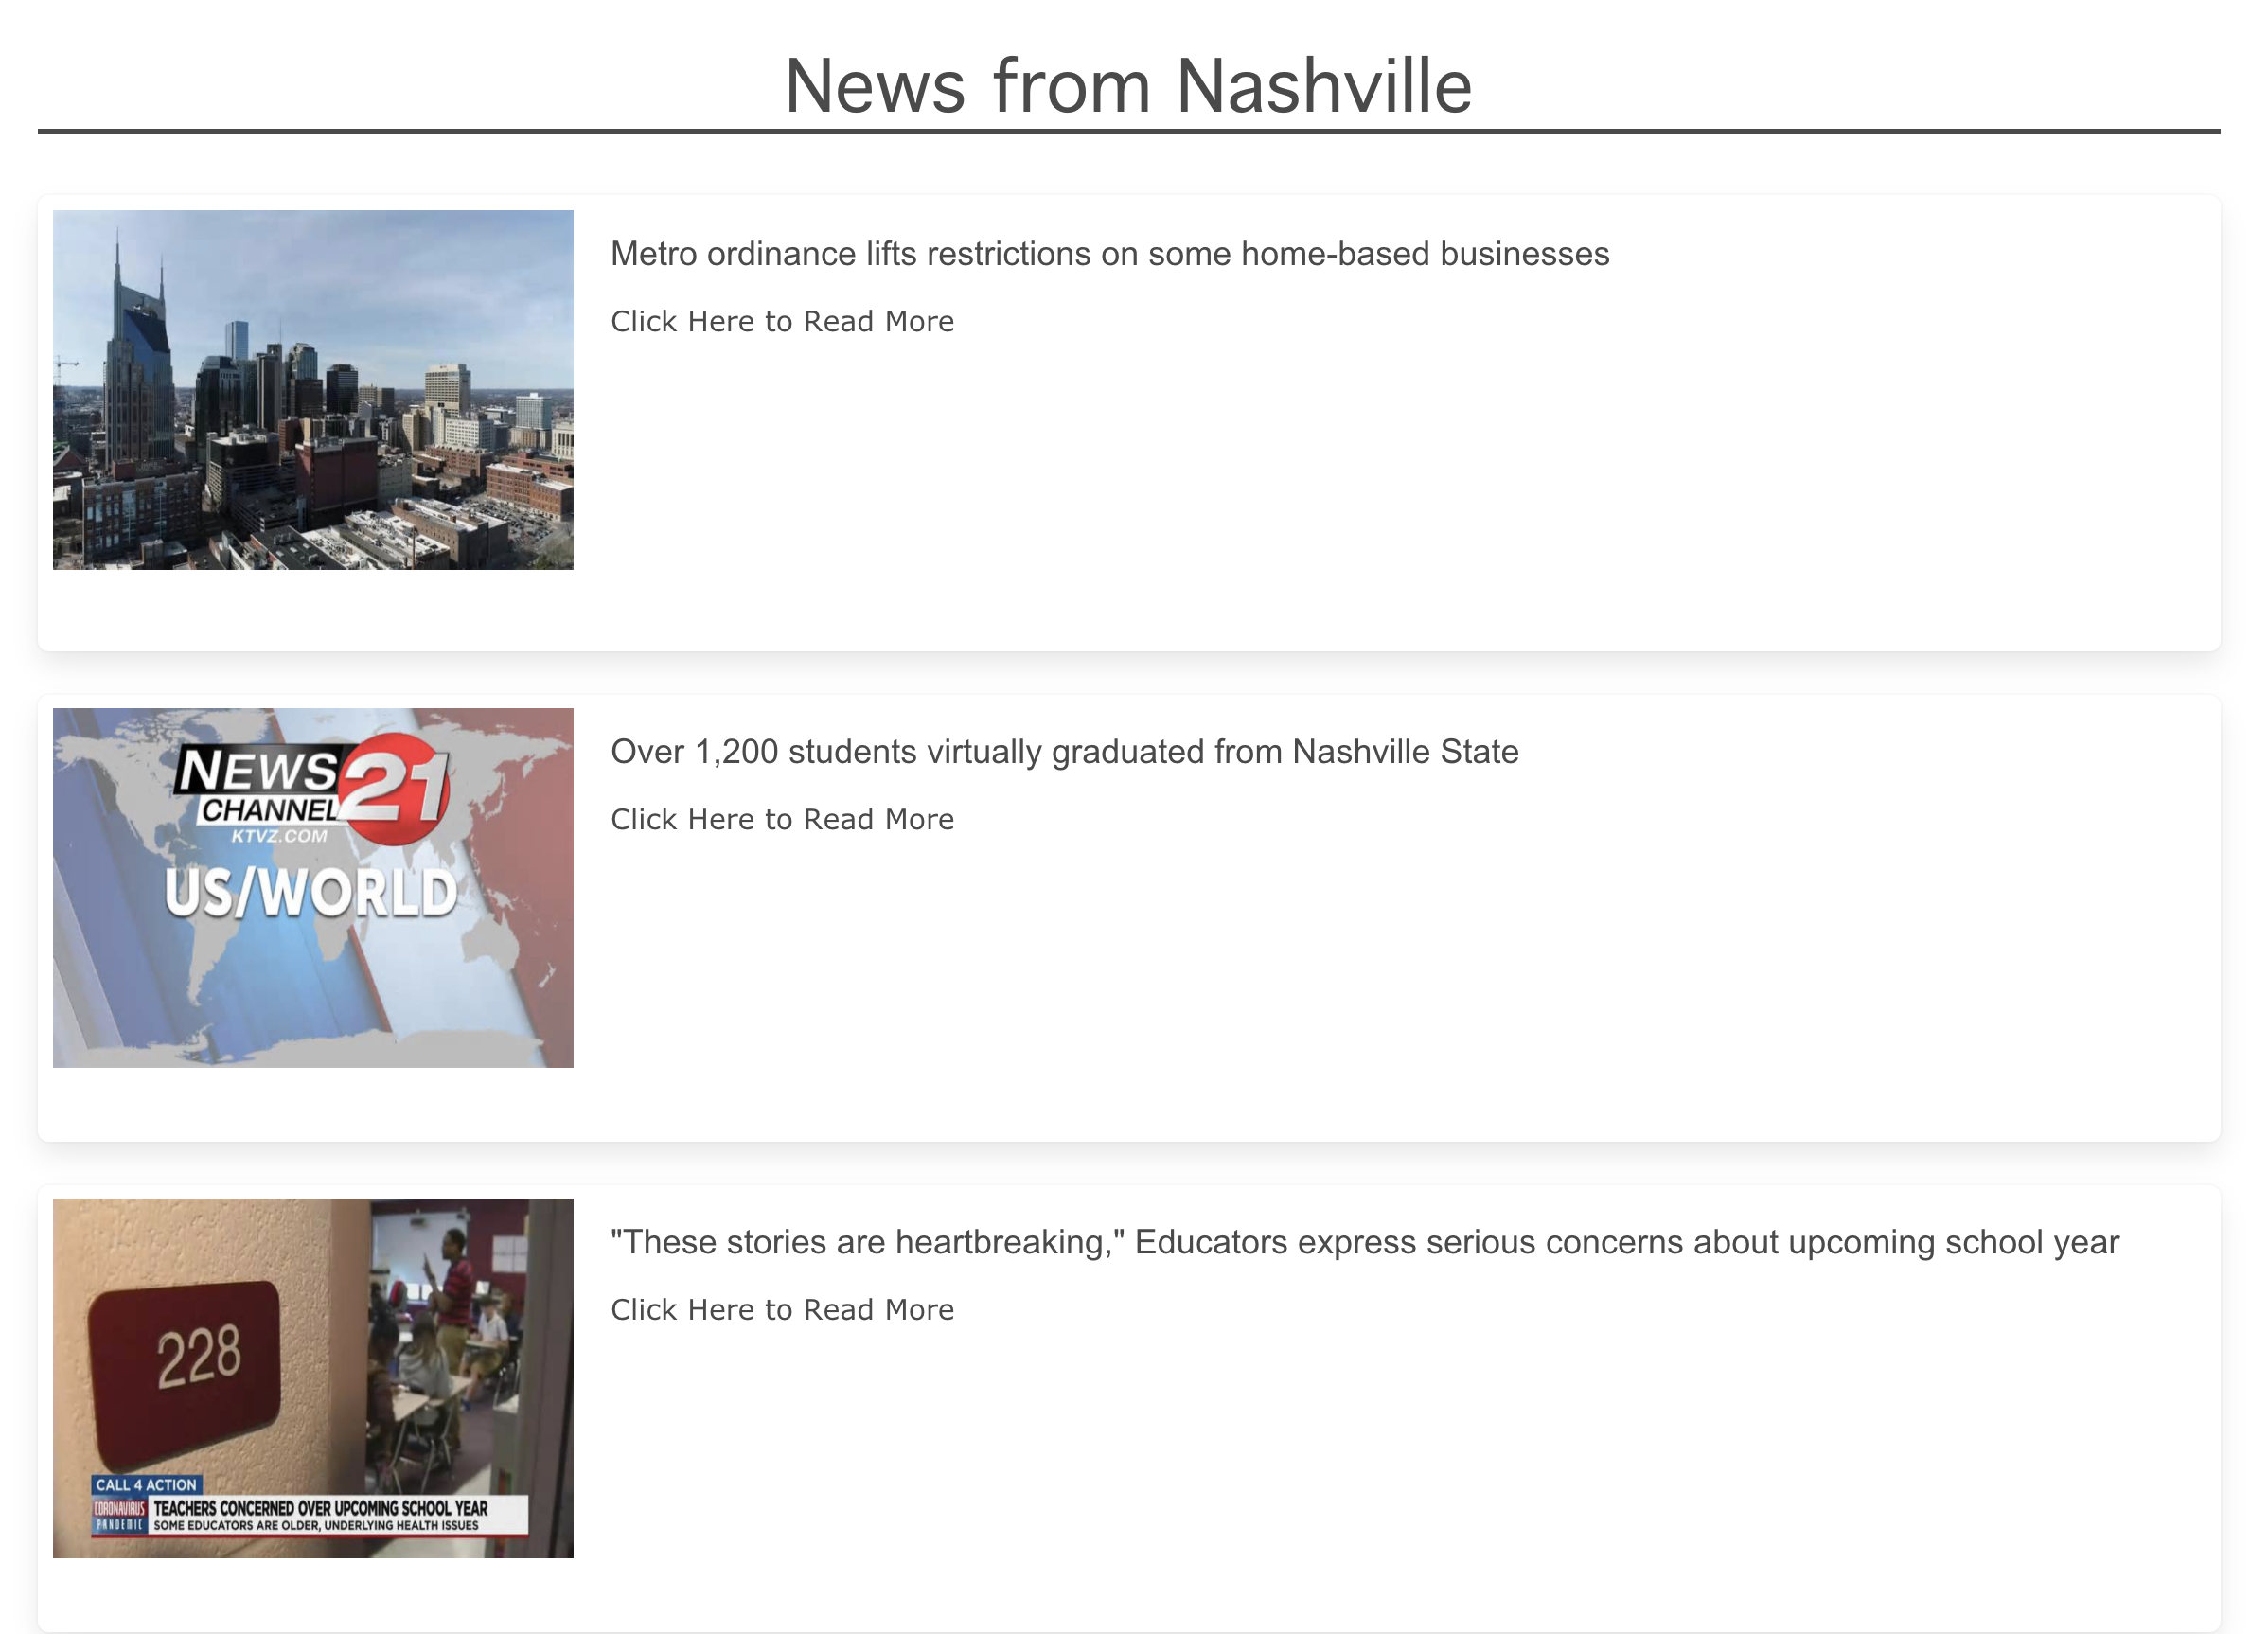 News from Nashville
Metro ordinance lifts restrictions on some home-based businesses
Click Here to Read More
NEWS 21
CHANNEL
KTVZ.COM
US/WORLD
Over 1,200 students virtually graduated from Nashville State
Click Here to Read More
"These stories are heartbreaking," Educators express serious concerns about upcoming school year
Click Here to Read More
228
CALL 4 ACTION
CORONAVIRUS
PANDEMIC
TEACHERS CONCERNED OVER UPCOMING SCHOOL YEAR
SOME EDUCATORS ARE OLDER, UNDERLYING HEALTH ISSUES